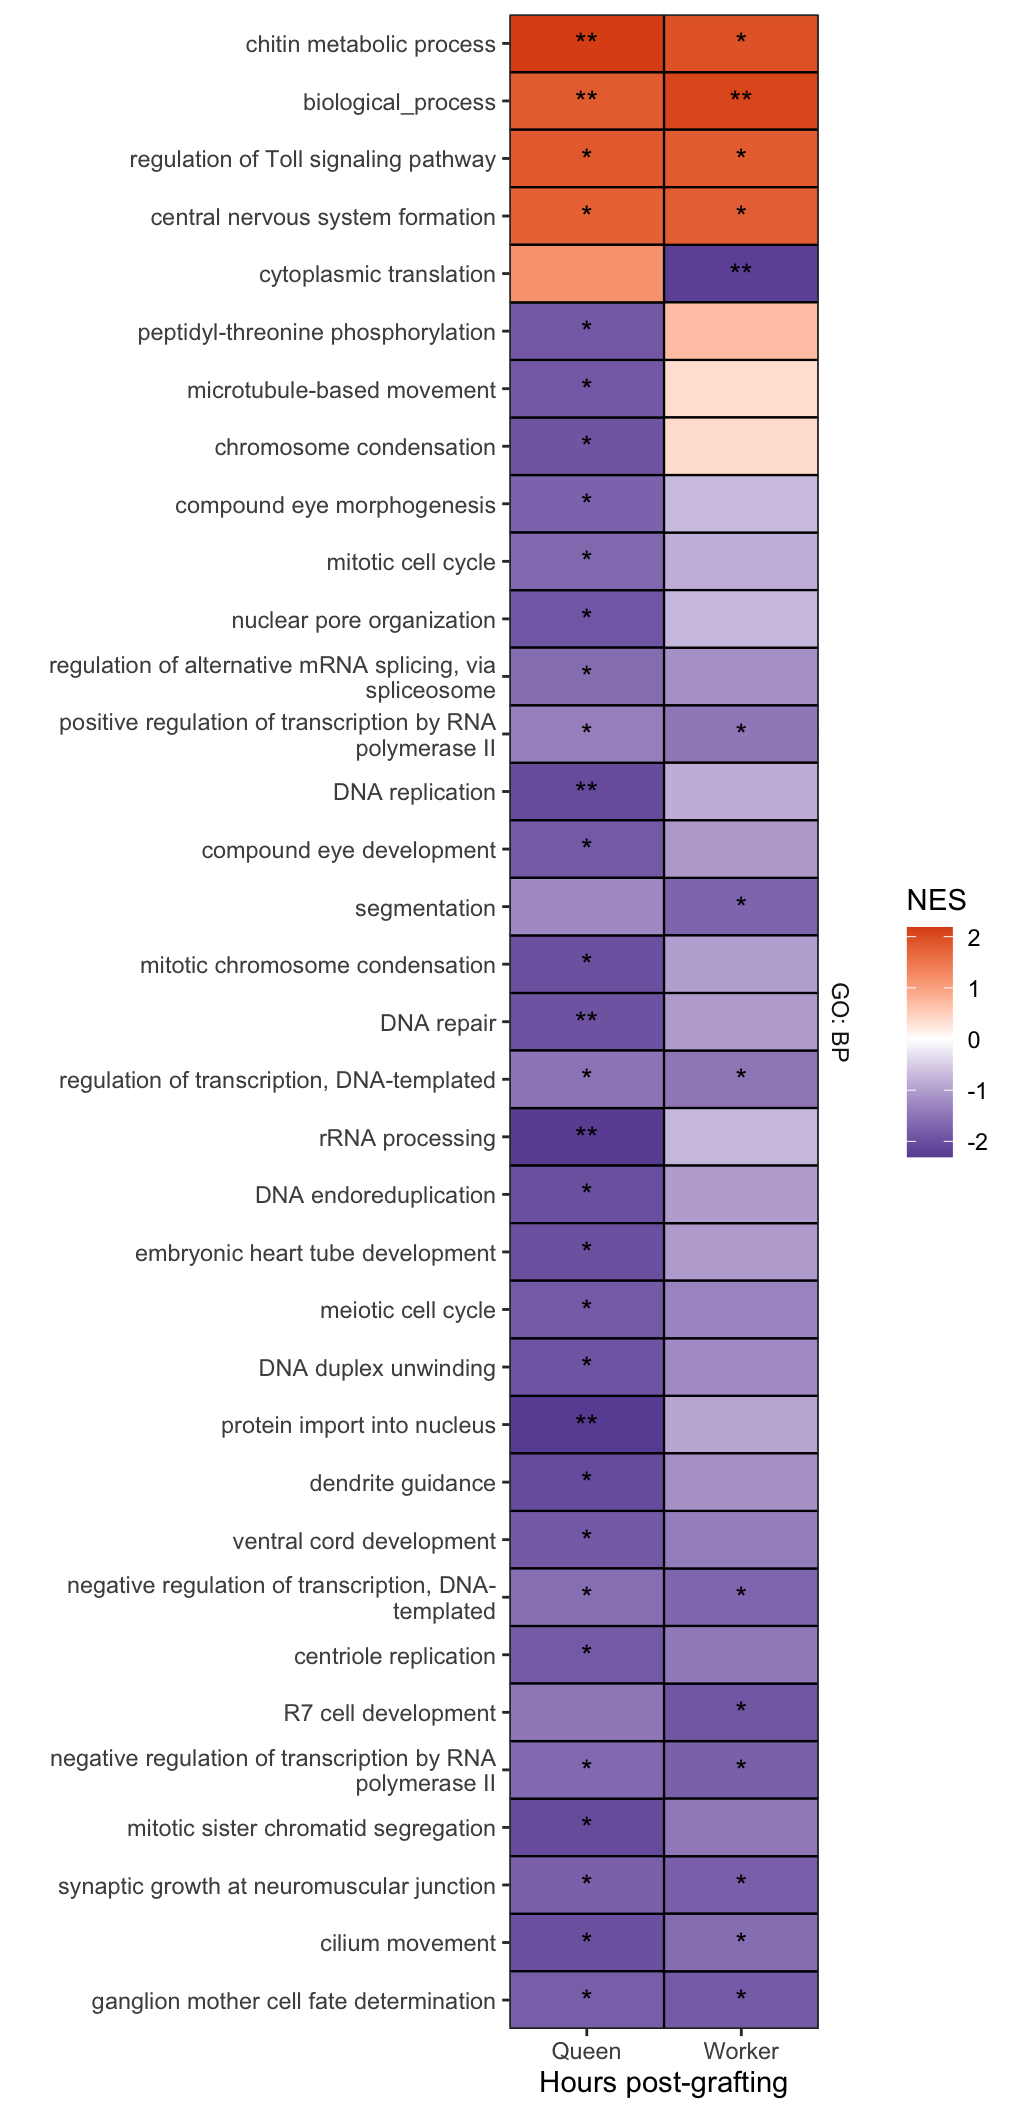 chitin metabolic process
** *
biological_process
** **
regulation of Toll signaling pathway
* *
central nervous system formation
* *
cytoplasmic translation
**
peptidyl-threonine phosphorylation
*
microtubule-based movement
*
chromosome condensation
*
compound eye morphogenesis
*
mitotic cell cycle
*
nuclear pore organization
*
regulation of alternative mRNA splicing, via
spliceosome
*
positive regulation of transcription by RNA
polymerase II
* *
DNA replication
**
compound eye development
*
segmentation
*
mitotic chromosome condensation
*
DNA repair
**
regulation of transcription, DNA-templated
* *
rRNA processing
**
DNA endoreduplication
*
embryonic heart tube development
*
meiotic cell cycle
*
DNA duplex unwinding
*
protein import into nucleus
**
dendrite guidance
*
ventral cord development
*
negative regulation of transcription, DNA-
templated
* *
centriole replication
*
R7 cell development
*
negative regulation of transcription by RNA
polymerase II
* *
mitotic sister chromatid segregation
*
synaptic growth at neuromuscular junction
* *
cilium movement
* *
ganglion mother cell fate determination
* *
Queen Worker
Hours post-grafting
GO: BP
NES
2
1
0
-1
-2